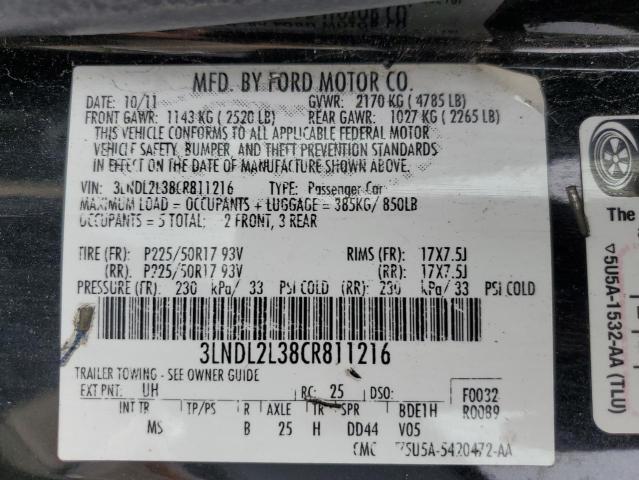 MFD. BY FORD MOTOR CO.
DATE: 10/11 GVWR: 2170 KG ( 4785 LB)
FRONT GAWR: 1143 KG ( 2520 LB) REAR GAWR: 1027 KG ( 2265 LB)
THIS VEHICLE CONFORMS TO ALL APPLICABLE FEDERAL MOTOR
VEHICLE SAFETY, BUMPER, AND THEFT PREVENTION STANDARDS
IN EFFECT ON THE DATE OF MANUFACTURE SHOWN ABOVE.
VIN: 3LNDL2L38CR811216 TYPE: Passenger Car
MAXIMUM LOAD = OCCUPANTS + LUGGAGE = 385KG/ 850LB
OCCUPANTS = 5 TOTAL: 2 FRONT, 3 REAR
TIRE (FR): P225/50R17 93V RIMS (FR): 17X7.5J
(RR): P225/50R17 93V (RR): 17X7.5J
PRESSURE (FR): 230 kPa/ 33 PSI COLD (RR): 230 kPa/ 33 PSI COLD
3LNDL2L38CR811216
TRAILER TOWING - SEE OWNER GUIDE
EXT PNT: UH RC: 25 DSO: F0032
R0089
INT TR TP/PS R AXLE TR SPR BDE1H
MS B 25 H DD44 V05
CMC 5U5A-5420472-AA
The
▽5U5A-1532-AA (TLU)